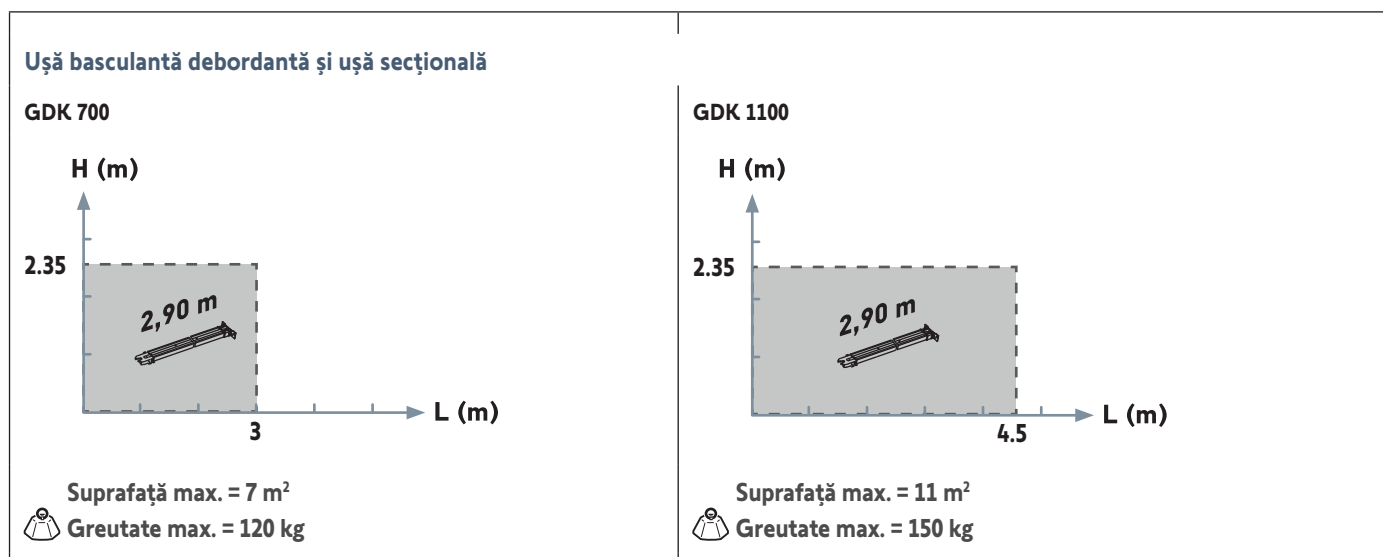 Ușă basculantă debordantă și ușă secțională
GDK 700
H (m)
2.35
2,90 m
L (m)
3
Suprafață max. = 7 m²
Greutate max. = 120 kg
GDK 1100
H (m)
2.35
2,90 m
L (m)
4.5
Suprafață max. = 11 m²
Greutate max. = 150 kg